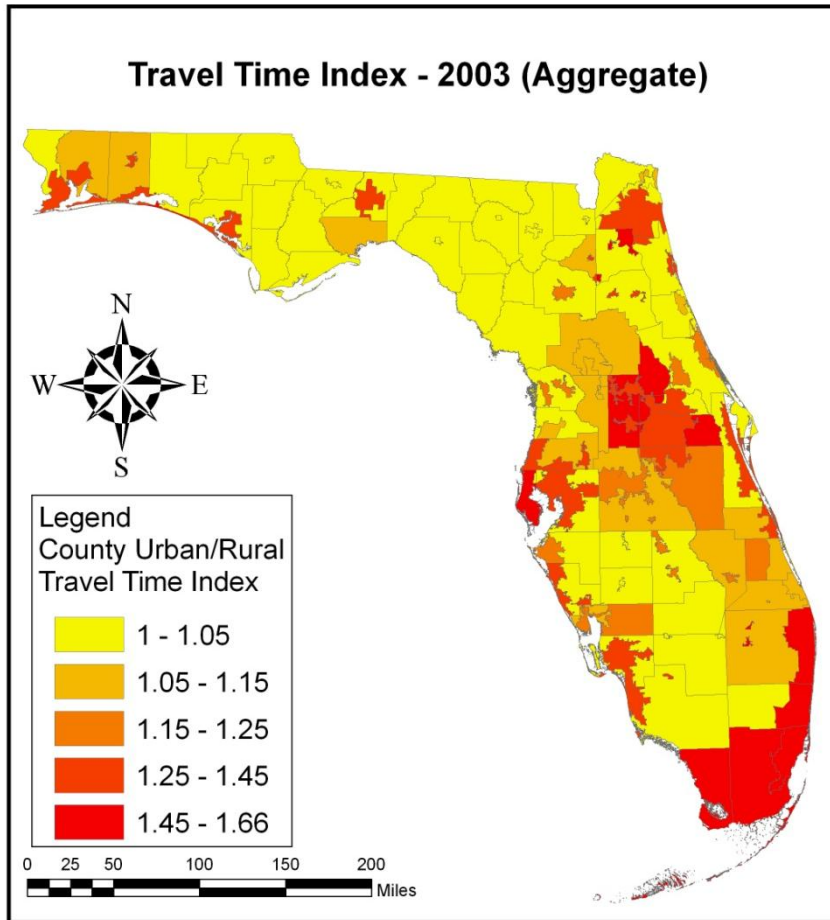 Travel Time Index - 2003 (Aggregate)
N
W E
S
Legend
County Urban/Rural
Travel Time Index
1 - 1.05
1.05 - 1.15
1.15 - 1.25
1.25 - 1.45
1.45 - 1.66
0 25 50 100 150 200
Miles